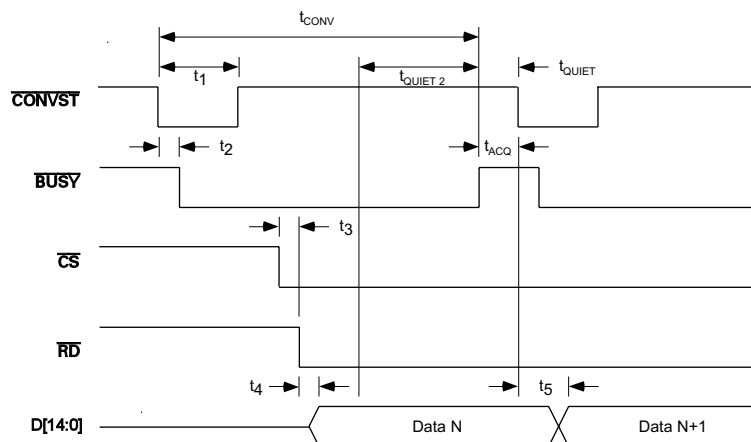 tCONV
t1
tQUIET 2
tQUIET
CONVST
t2
tACQ
BUSY
t3
CS
RD
t4
t5
D[14:0]
Data N
Data N+1